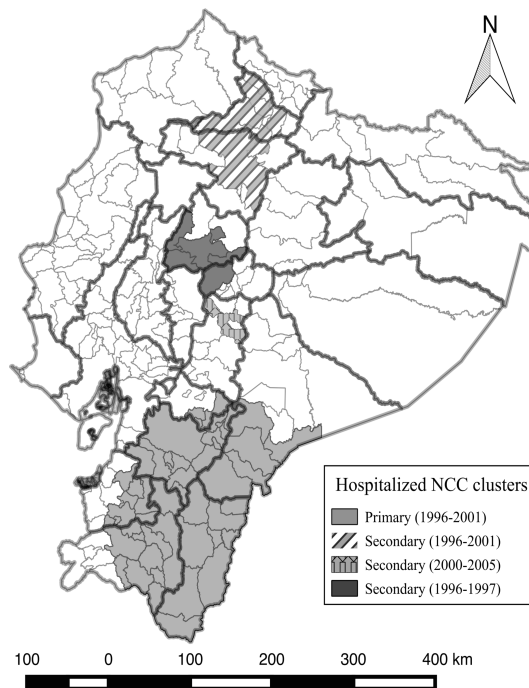 N
Hospitalized NCC clusters
Primary (1996-2001)
Secondary (1996-2001)
Secondary (2000-2005)
Secondary (1996-1997)
100 0 100 200 300 400 km